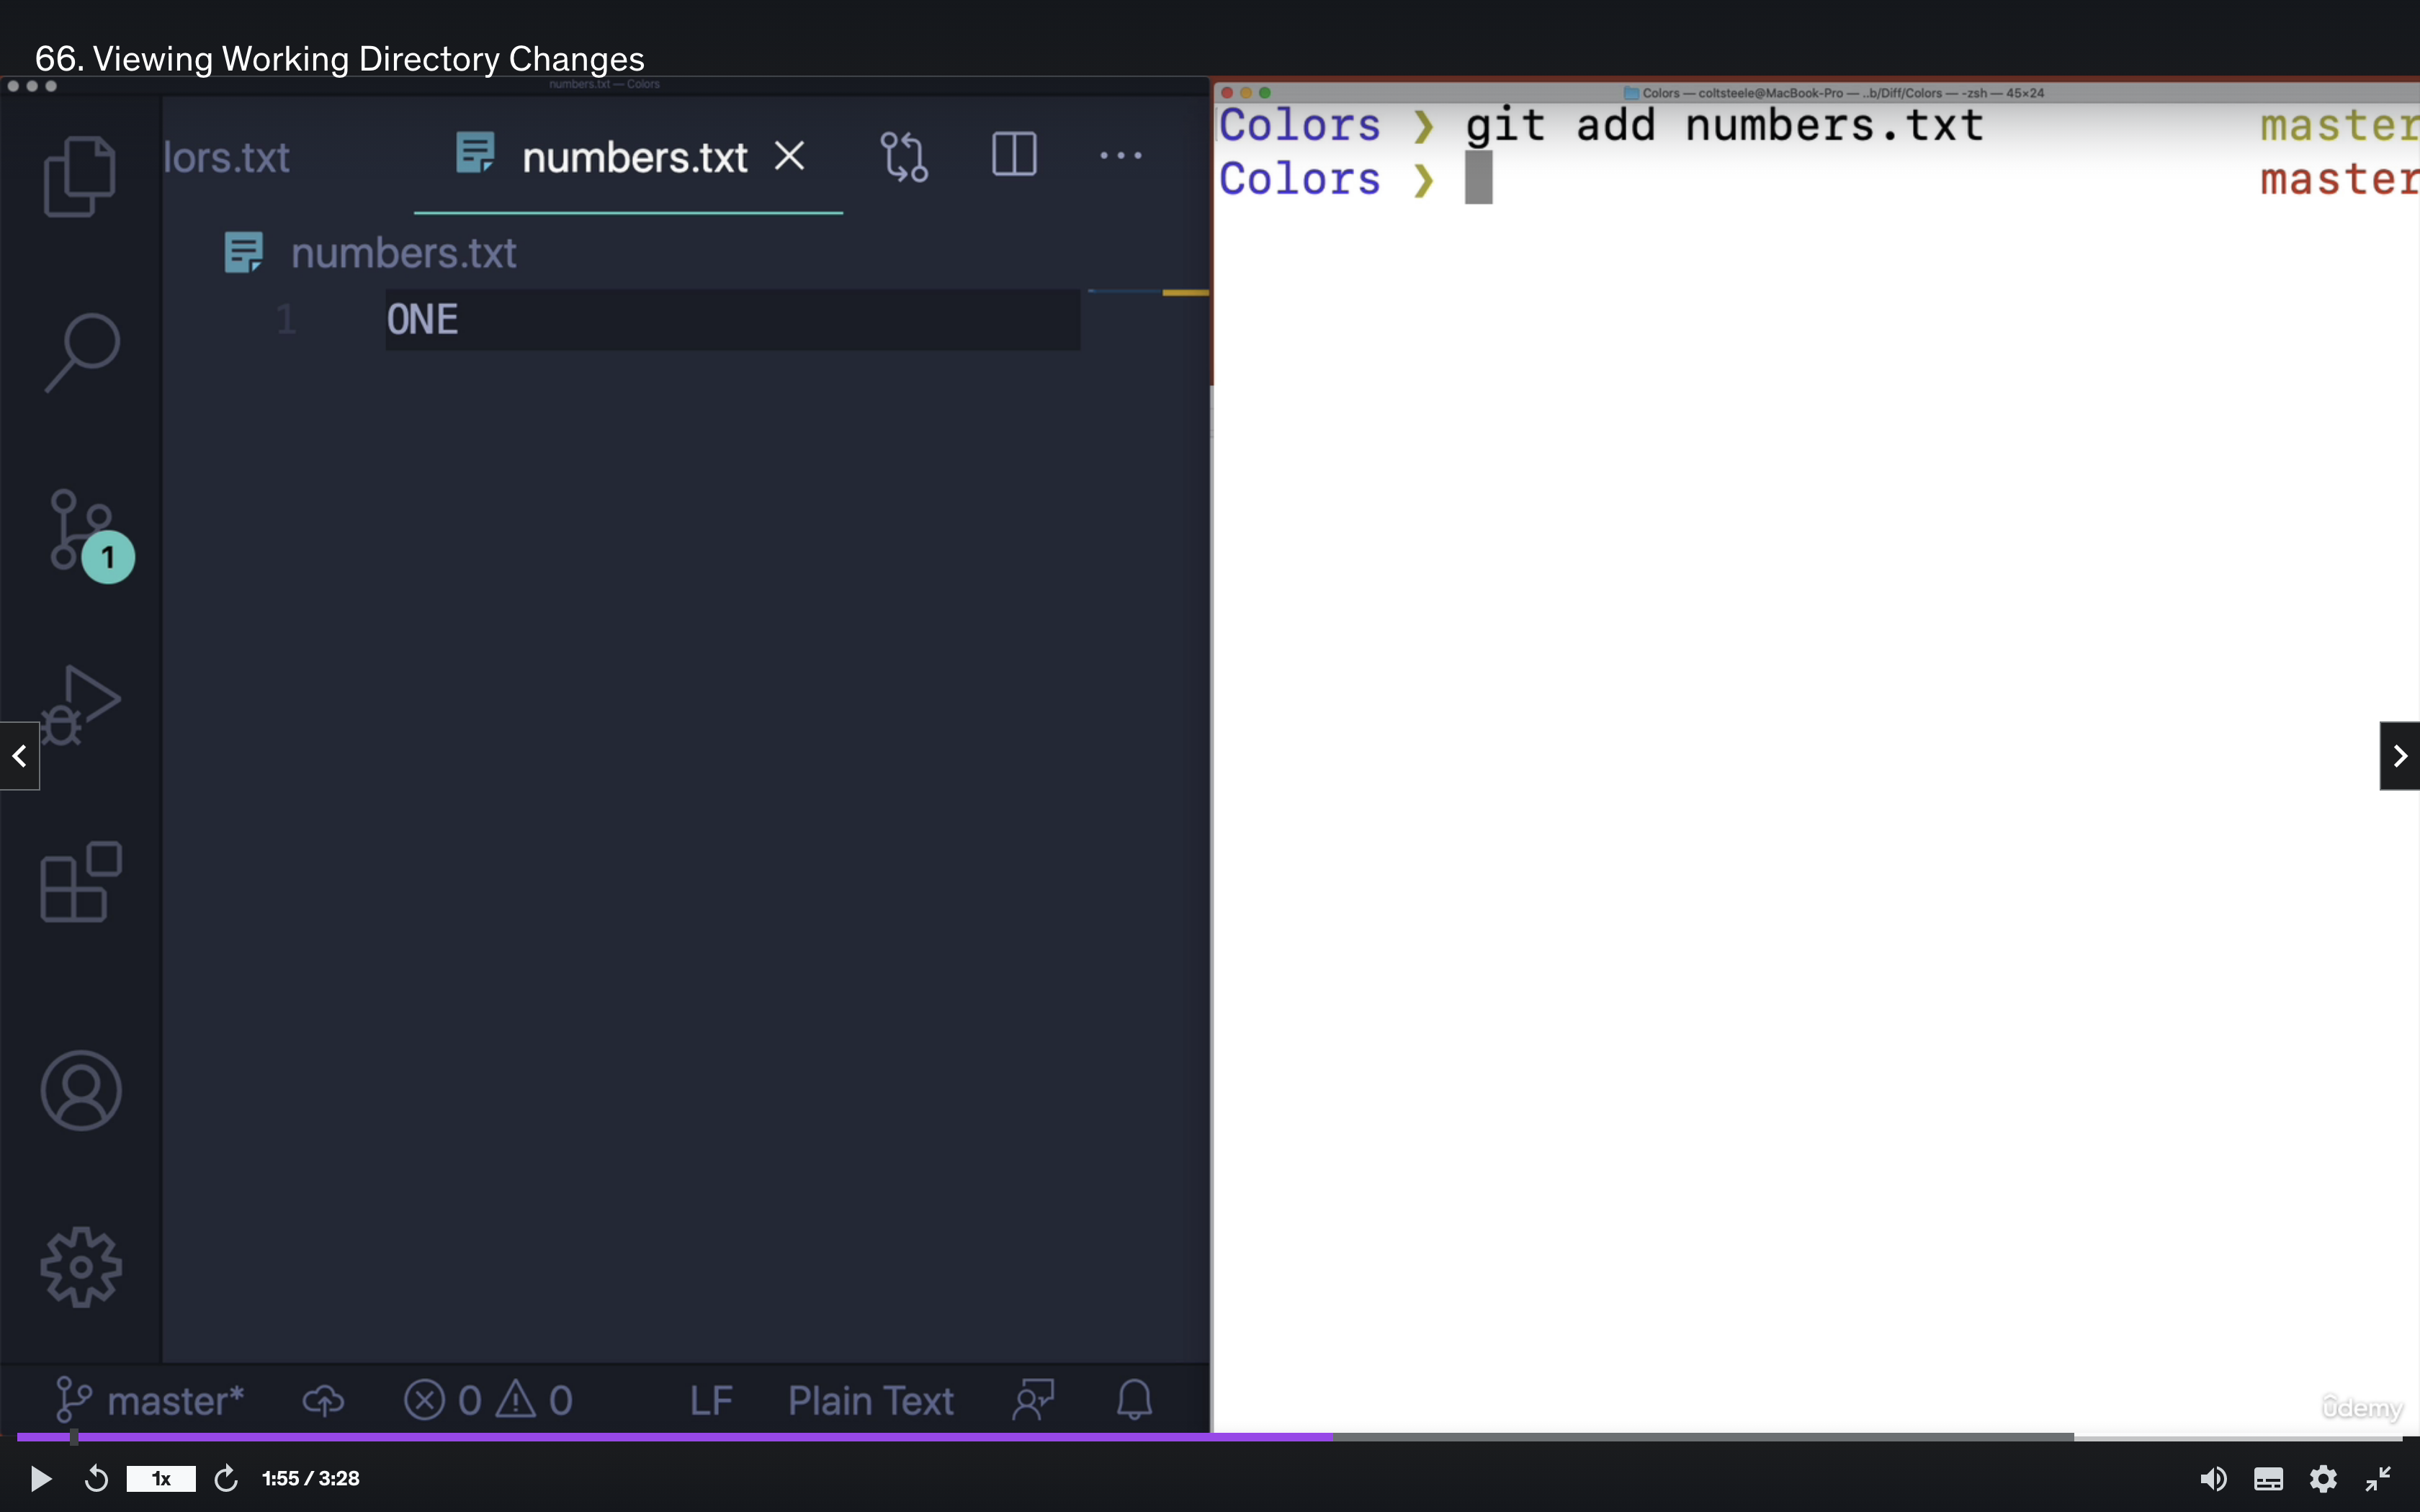 66. Viewing Working Directory Changes
numbers.txt — Colors
lors.txt
numbers.txt
numbers.txt
1 ONE
1
master*
0 0
LF
Plain Text
Colors — coltsteele@MacBook-Pro — ..b/Diff/Colors — -zsh — 45×24
Colors ❯ git add numbers.txt master
Colors ❯ master
ûdemy
1x
1:55 / 3:28